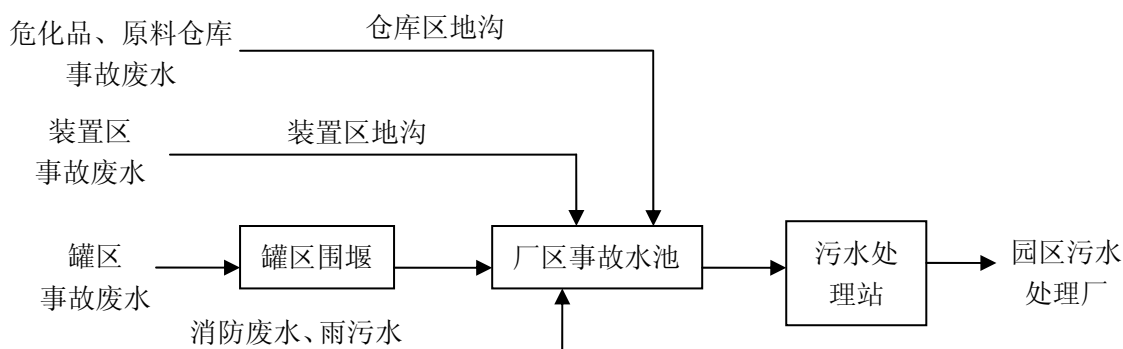 危化品、原料仓库
事故废水
仓库区地沟
装置区
事故废水
装置区地沟
罐区
事故废水
罐区围堰
厂区事故水池
污水处
理站
园区污水
处理厂
消防废水、雨污水